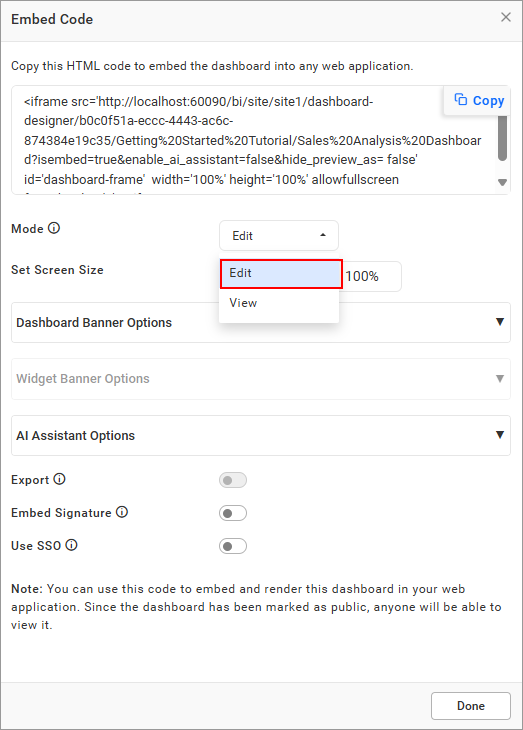 Embed Code
Copy this HTML code to embed the dashboard into any web application.
<iframe src='http://localhost:60090/bi/site/site1/dashboard-
designer/b0c0f51a-eccc-4443-ac6c-
874384e19c35/Getting%20Started%20Tutorial/Sales%20Analysis%20Dashboar
d?isembed=true&enable_ai_assistant=false&hide_preview_as= false'
id='dashboard-frame'  width='100%' height='100%' allowfullscreen
Copy
Mode
Edit
Set Screen Size
100%
Edit
View
Dashboard Banner Options
Widget Banner Options
AI Assistant Options
Export
Embed Signature
Use SSO
Note: You can use this code to embed and render this dashboard in your web
application. Since the dashboard has been marked as public, anyone will be able to
view it.
Done